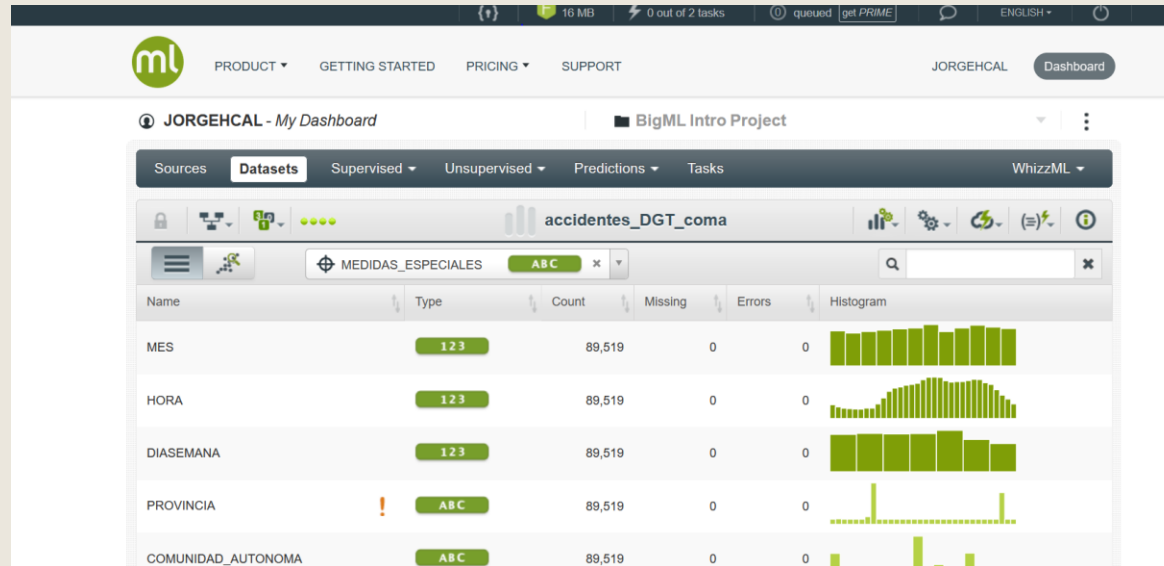 {↑} F 16 MB 0 out of 2 tasks 0 queued get PRIME ENGLISH
ml PRODUCT GETTING STARTED PRICING SUPPORT JORGEHCAL Dashboard
JORGEHCAL - My Dashboard BigML Intro Project
Sources Datasets Supervised Unsupervised Predictions Tasks WhizzML
accidentes_DGT_coma
MEDIDAS_ESPECIALES ABC
Name Type Count Missing Errors Histogram
MES 123 89,519 0 0
HORA 123 89,519 0 0
DIASEMANA 123 89,519 0 0
PROVINCIA ! ABC 89,519 0 0
COMUNIDAD_AUTONOMA ABC 89,519 0 0